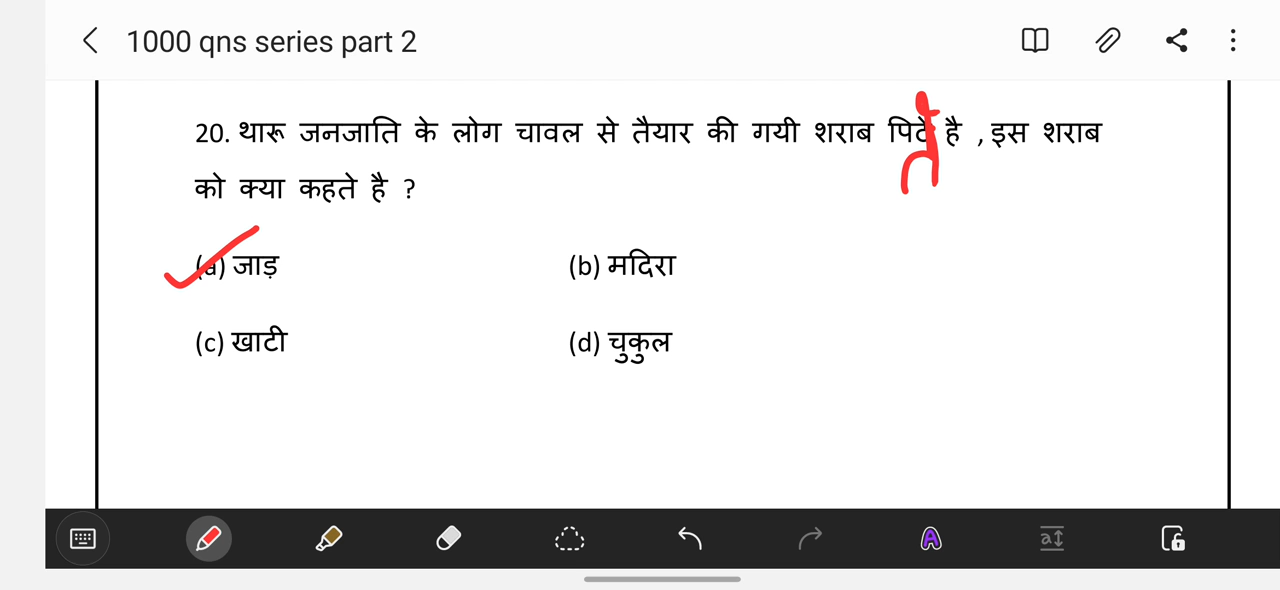 1000 qns series part 2
20. थारू जनजाति के लोग चावल से तैयार की गयी शराब है , इस शराब
को क्या कहते है ?
(a) जाड़ (b) मदिरा
(c) खाटी (d) चुकुल